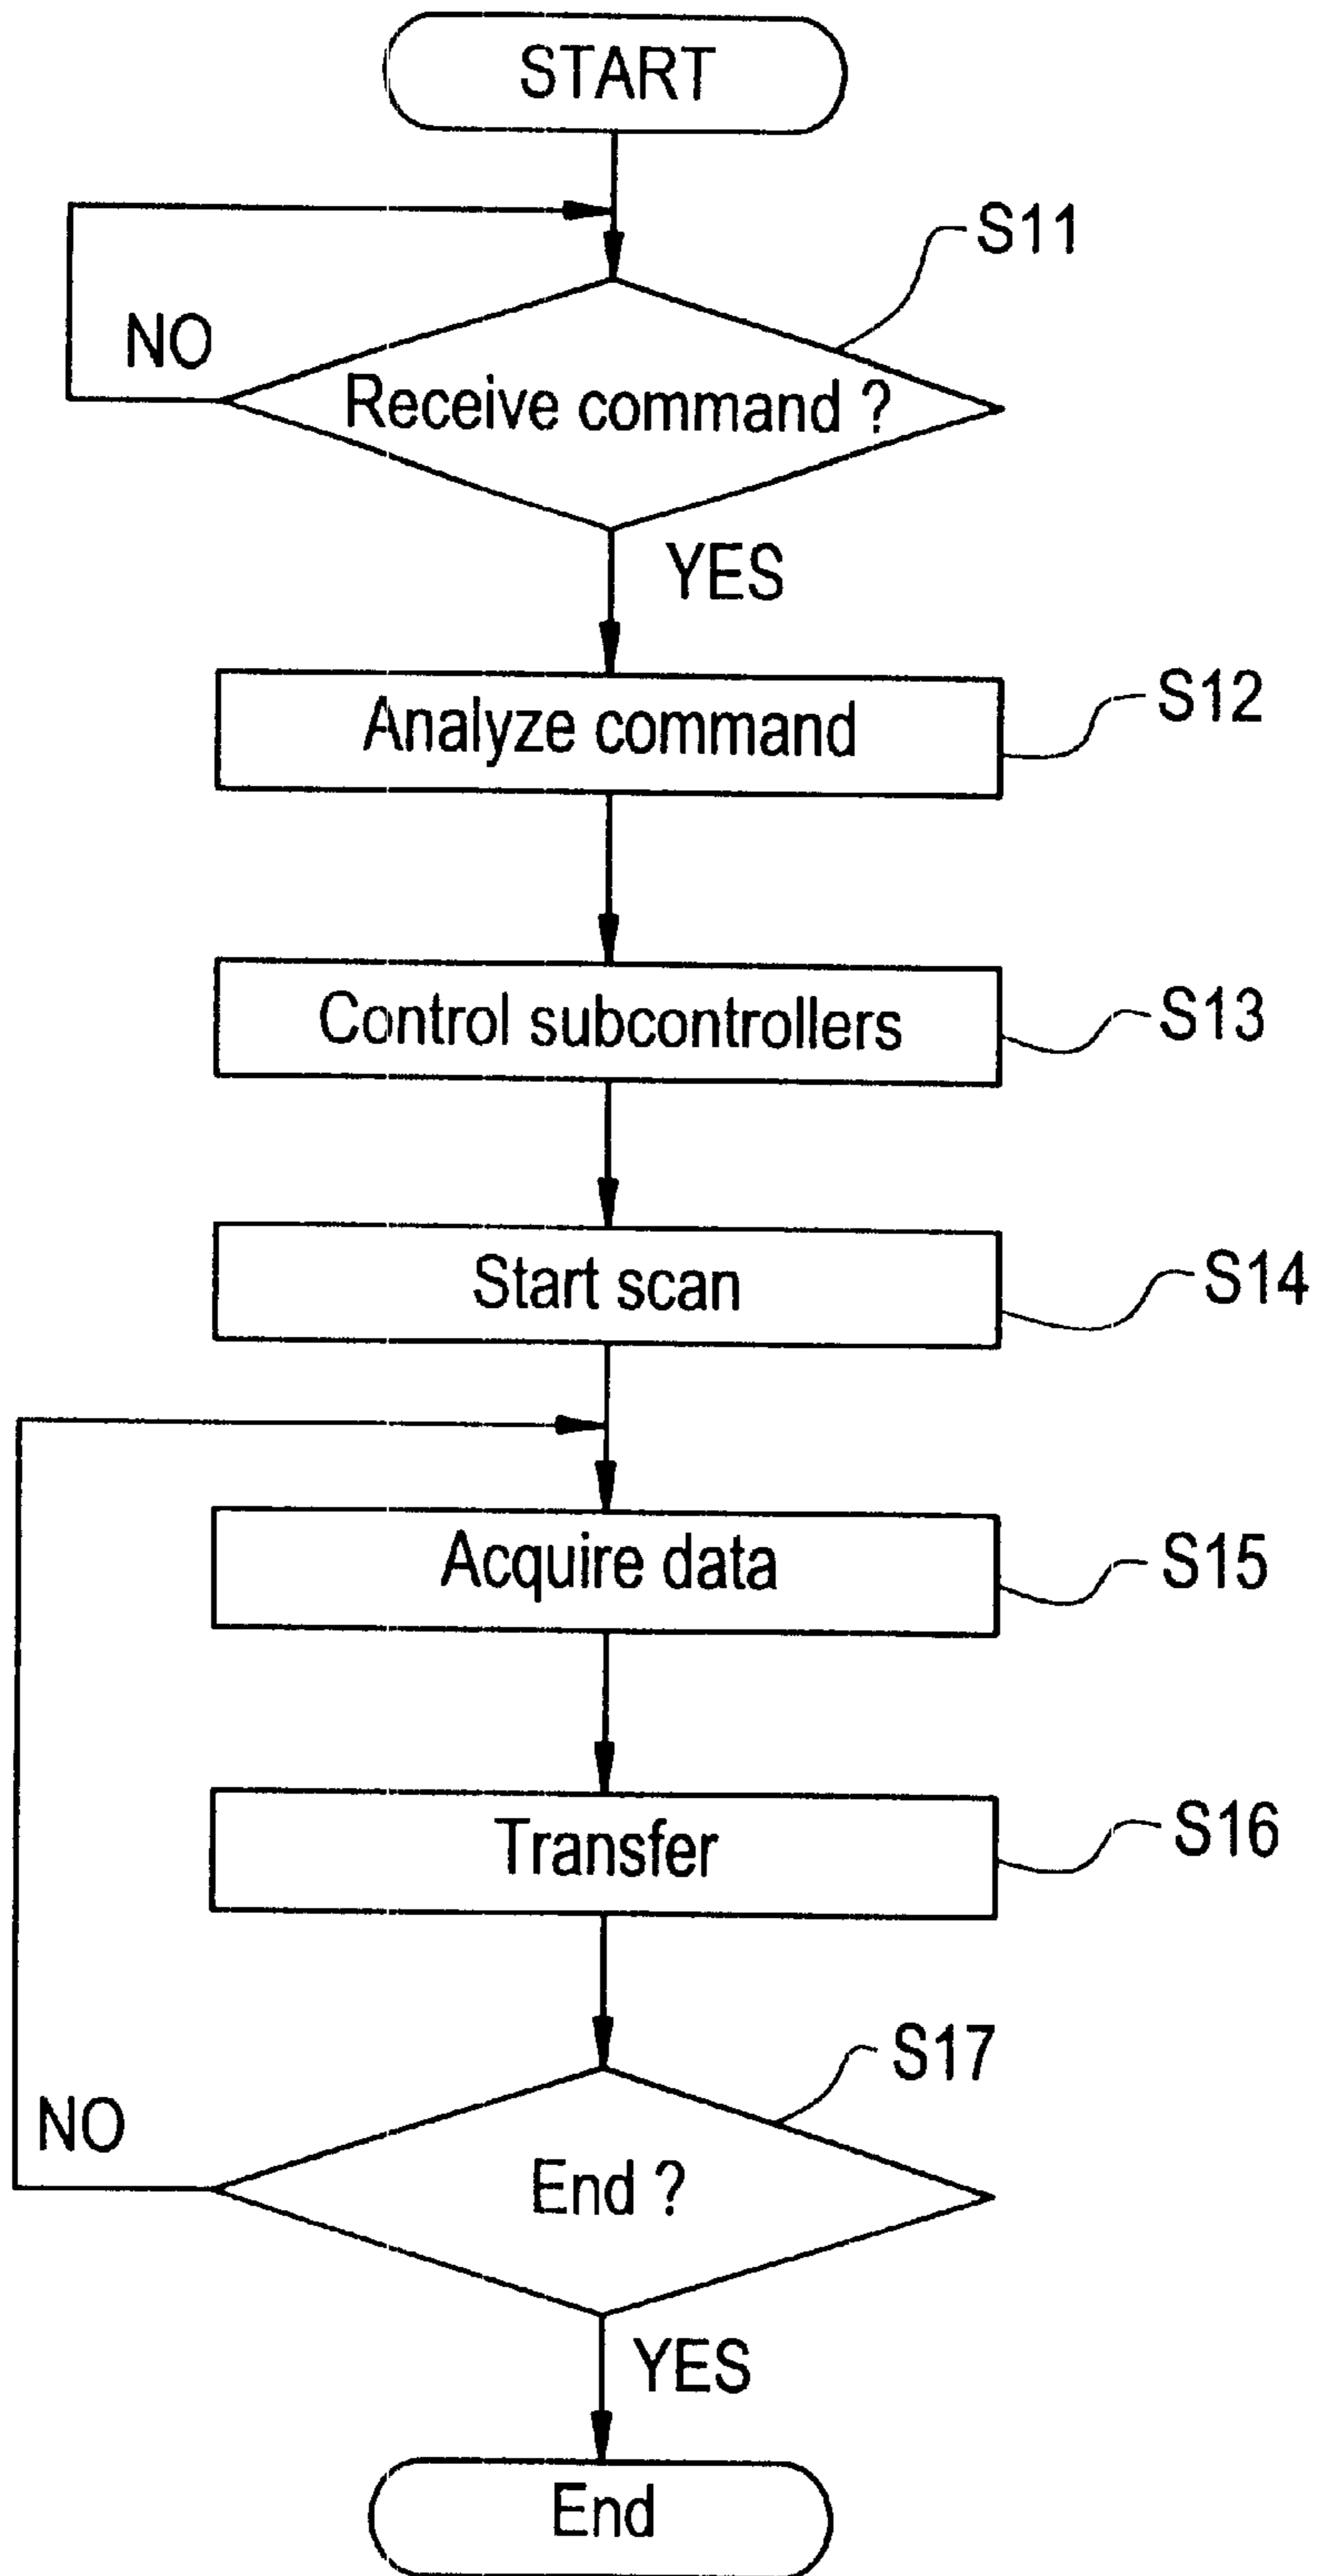 START
S11
NO
Receive command ?
YES
Analyze command
S12
Control subcontrollers
S13
Start scan
S14
Acquire data
S15
Transfer
S16
S17
NO
End ?
YES
End